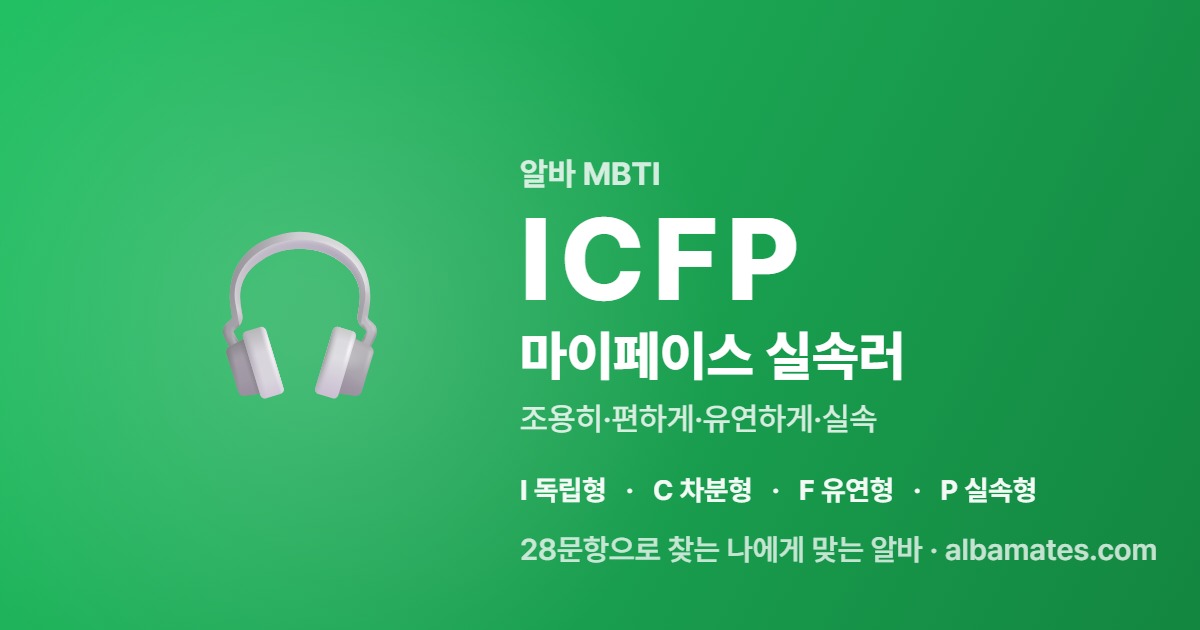 알바 MBTI
ICFP
마이페이스 실속러
조용히·편하게·유연하게·실속
I 독립형 · C 차분형 · F 유연형 · P 실속형
28문항으로 찾는 나에게 맞는 알바 · albamates.com